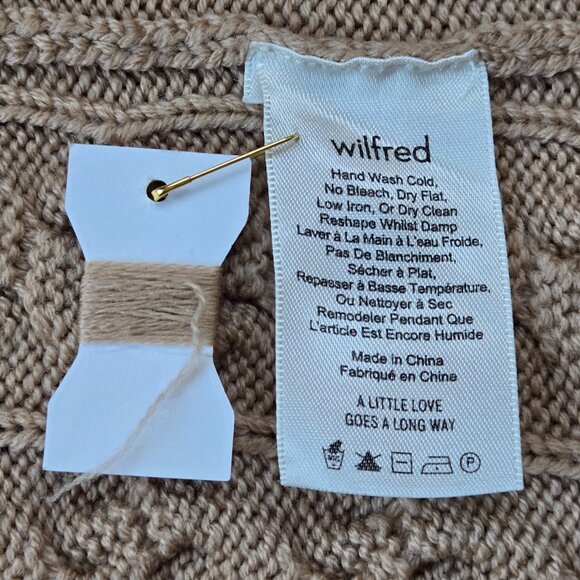 wilfred
Hand Wash Cold,
No Bleach, Dry Flat,
Low Iron, Or Dry Clean
Reshape Whilst Damp
Laver à La Main à L'eau Froide,
Pas De Blanchiment,
Sécher à Plat,
Repasser à Basse Température,
Ou Nettoyer à Sec
Remodeler Pendant Que
L'article Est Encore Humide
Made in China
Fabriqué en Chine
A LITTLE LOVE
GOES A LONG WAY
P